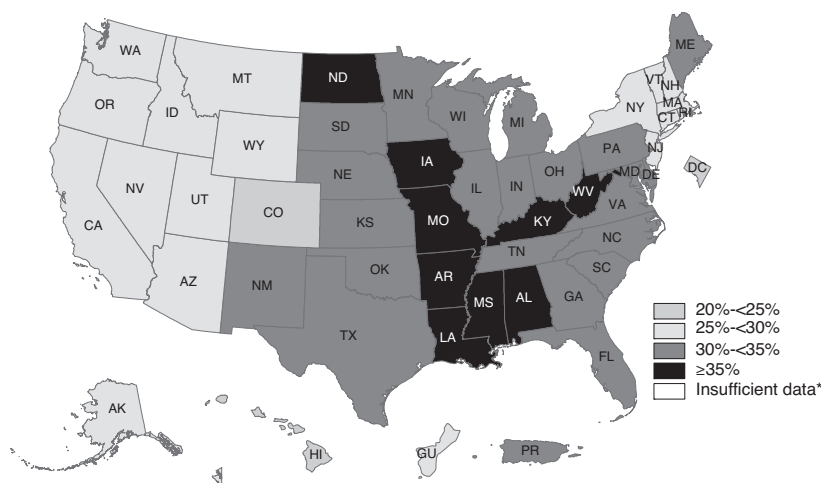 ME
WA
VT
NH
MT
ND
MN
OR
MA
NY
WI
CT
RI
ID
SD
MI
WY
PA
NJ
IA
NE
OH
MD
DE
DC
NV
IL
IN
WV
UT
CO
VA
CA
KS
MO
KY
NC
TN
OK
AZ
NM
AR
SC
MS
AL
GA
TX
LA
FL
AK
HI
GU
PR
20%-<25%
25%-<30%
30%-<35%
≥35%
Insufficient data*